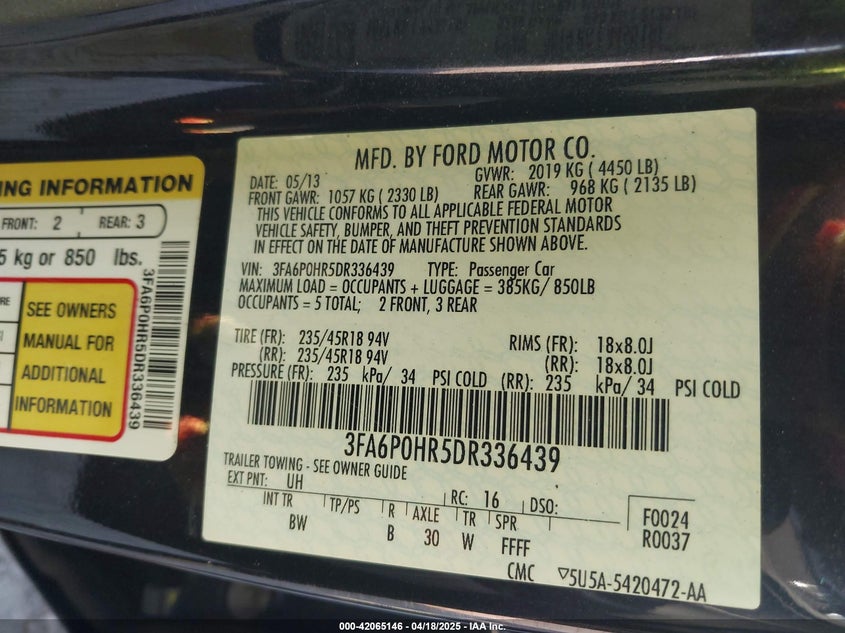 NG INFORMATION
FRONT: 2 REAR: 3
5 kg or 850 lbs.
SEE OWNERS
MANUAL FOR
ADDITIONAL
INFORMATION
3FA6P0HR5DR336439
MFD. BY FORD MOTOR CO.
DATE: 05/13 GVWR: 2019 KG ( 4450 LB)
FRONT GAWR: 1057 KG ( 2330 LB) REAR GAWR: 968 KG ( 2135 LB)
THIS VEHICLE CONFORMS TO ALL APPLICABLE FEDERAL MOTOR
VEHICLE SAFETY, BUMPER, AND THEFT PREVENTION STANDARDS
IN EFFECT ON THE DATE OF MANUFACTURE SHOWN ABOVE.
VIN: 3FA6P0HR5DR336439 TYPE: Passenger Car
MAXIMUM LOAD = OCCUPANTS + LUGGAGE = 385KG/ 850LB
OCCUPANTS = 5 TOTAL; 2 FRONT, 3 REAR
TIRE (FR): 235/45R18 94V RIMS (FR): 18x8.0J
(RR): 235/45R18 94V (RR): 18x8.0J
PRESSURE (FR): 235 kPa/ 34 PSI COLD (RR): 235 kPa/ 34 PSI COLD
3FA6P0HR5DR336439
TRAILER TOWING - SEE OWNER GUIDE
EXT PNT: UH RC: 16 DSO:
INT TR TP/PS R AXLE TR SPR
BW B 30 W FFFF
F0024
R0037
CMC ▽5U5A-5420472-AA
000-42065146 - 04/18/2025 - IAA Inc.